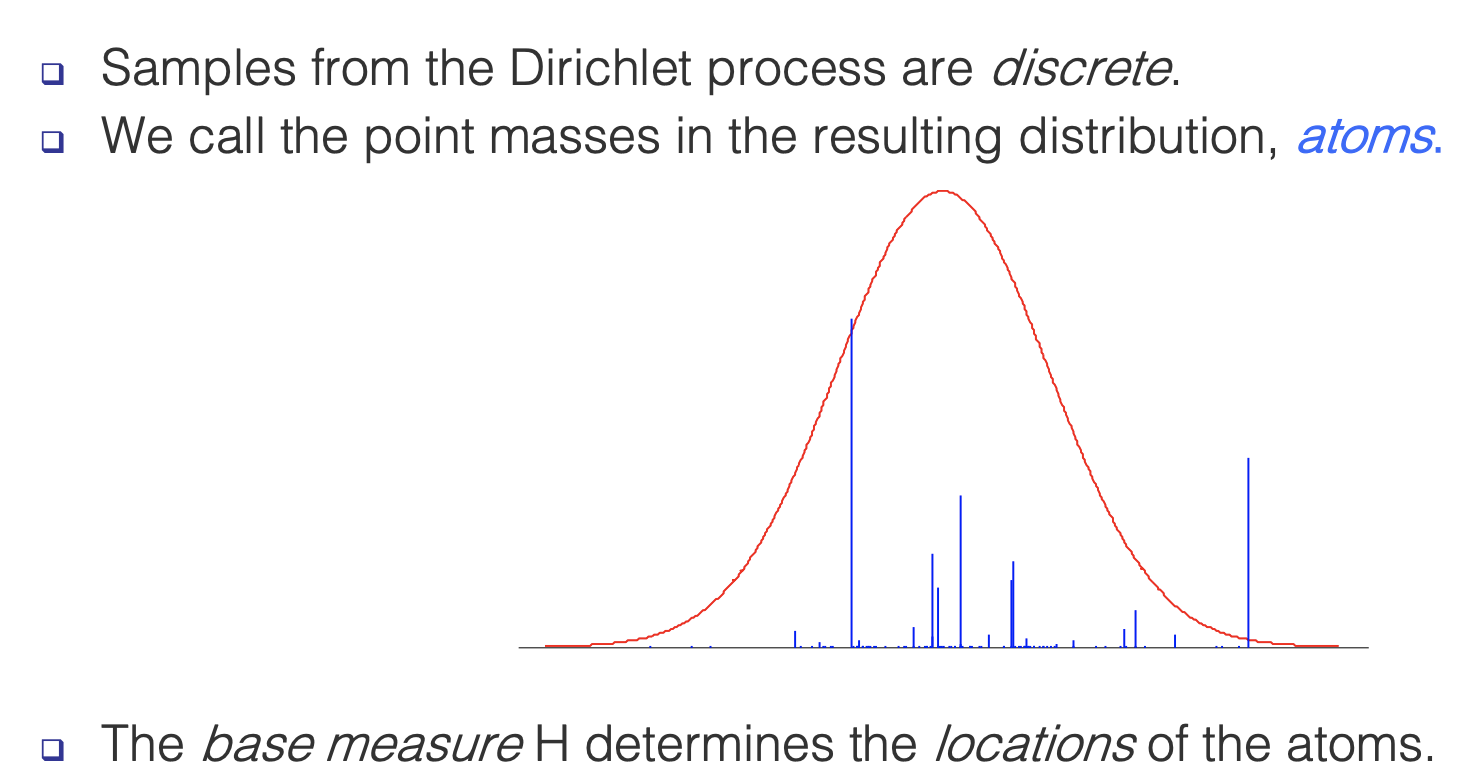 Samples from the Dirichlet process are discrete.
We call the point masses in the resulting distribution, atoms.
The base measure H determines the locations of the atoms.